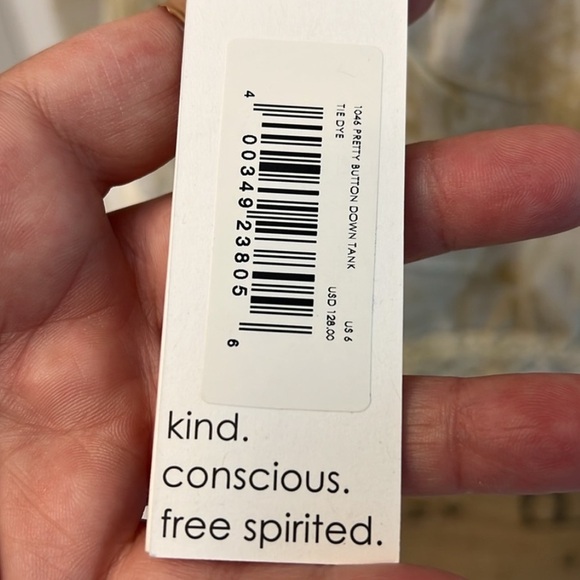 1046 PRETTY BUTTON DOWN TANK
TIE DYE
US 6
USD 128.00
4 00349 23805 6
kind.
conscious.
free spirited.